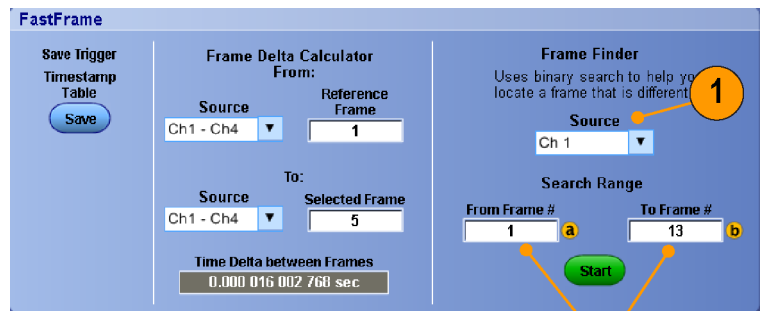 FastFrame
Save Trigger
Timestamp
Table
Save
Frame Delta Calculator
From:
Source
Reference
Frame
Ch1 - Ch4
1
To:
Source
Selected Frame
Ch1 - Ch4
5
Time Delta between Frames
0.000 016 002 768 sec
Frame Finder
Uses binary search to help
locate a frame that is different
1
Source
Ch 1
Search Range
From Frame #
To Frame #
1
a
13
b
Start